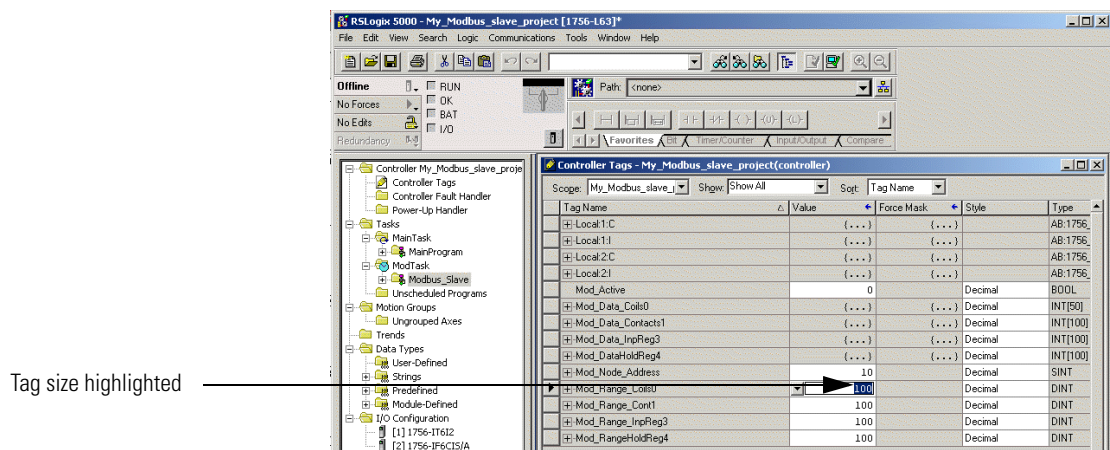 RSLogix 5000 - My_Modbus_slave_project [1756-L63]*
File Edit View Search Logic Communications Tools Window Help
Offline
RUN
Path: <none>
No Forces
OK
No Edits
BAT
Redundancy
I/O
Favorites Bit Timer/Counter Input/Output Compare
Controller My_Modbus_slave_proje
Controller Tags
Controller Fault Handler
Power-Up Handler
Tasks
MainTask
MainProgram
ModTask
Modbus_Slave
Unscheduled Programs
Motion Groups
Ungrouped Axes
Trends
Data Types
User-Defined
Strings
Predefined
Module-Defined
I/O Configuration
[1] 1756-IT6I2
[2] 1756-IF6CIS/A
Controller Tags - My_Modbus_slave_project(controller)
Scope: My_Modbus_slave_ Show: Show All Sort: Tag Name
Tag Name Value Force Mask Style Type
Local:1:C {...} {...} AB:1756_
Local:1:I {...} {...} AB:1756_
Local:2:C {...} {...} AB:1756_
Local:2:I {...} {...} AB:1756_
Mod_Active 0 Decimal BOOL
Mod_Data_Coils0 {...} {...} Decimal INT[50]
Mod_Data_Contacts1 {...} {...} Decimal INT[100]
Mod_Data_InpReg3 {...} {...} Decimal INT[100]
Mod_DataHoldReg4 {...} {...} Decimal INT[100]
Mod_Node_Address 10 Decimal SINT
Mod_Range_Coils0 100 Decimal DINT
Mod_Range_Cont1 100 Decimal DINT
Mod_Range_InpReg3 100 Decimal DINT
Mod_RangeHoldReg4 100 Decimal DINT
Tag size highlighted